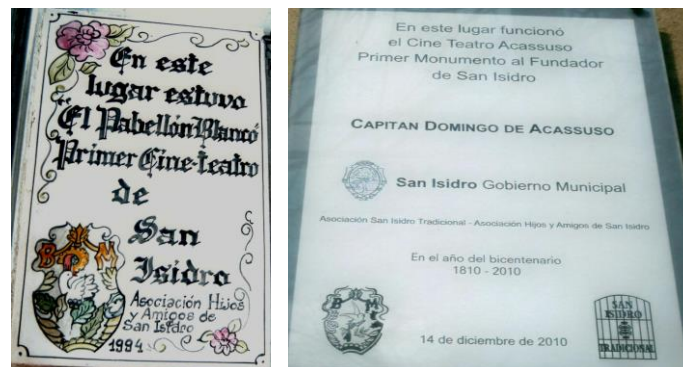 En este
lugar estuvo
"El Pabellón Blanco"
Primer Cine-teatro
de
San
Isidro
Asociación Hijos
y Amigos de
San Isidro
1994
B M
En este lugar funcionó
el Cine Teatro Acassuso
Primer Monumento al Fundador
de San Isidro
CAPITAN DOMINGO DE ACASSUSO
San Isidro Gobierno Municipal
Asociación San Isidro Tradicional - Asociación Hijos y Amigos de San Isidro
En el año del bicentenario
1810 - 2010
B M
14 de diciembre de 2010
SAN
ISIDRO
TRADICIONAL